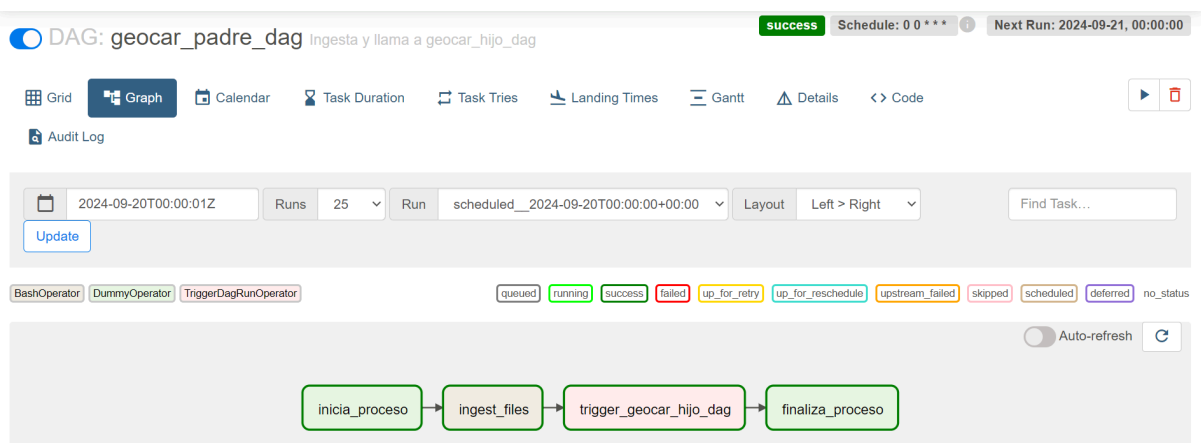 DAG: geocar_padre_dag Ingesta y llama a geocar_hijo_dag
success Schedule: 0 0 * * * i Next Run: 2024-09-21, 00:00:00
Grid Graph Calendar Task Duration Task Tries Landing Times Gantt Details <> Code
Audit Log
2024-09-20T00:00:01Z Runs 25 Run scheduled__2024-09-20T00:00:00+00:00 Layout Left > Right Find Task…
Update
BashOperator DummyOperator TriggerDagRunOperator queued running success failed up_for_retry up_for_reschedule upstream_failed skipped scheduled deferred no_status
Auto-refresh
inicia_proceso ingest_files trigger_geocar_hijo_dag finaliza_proceso